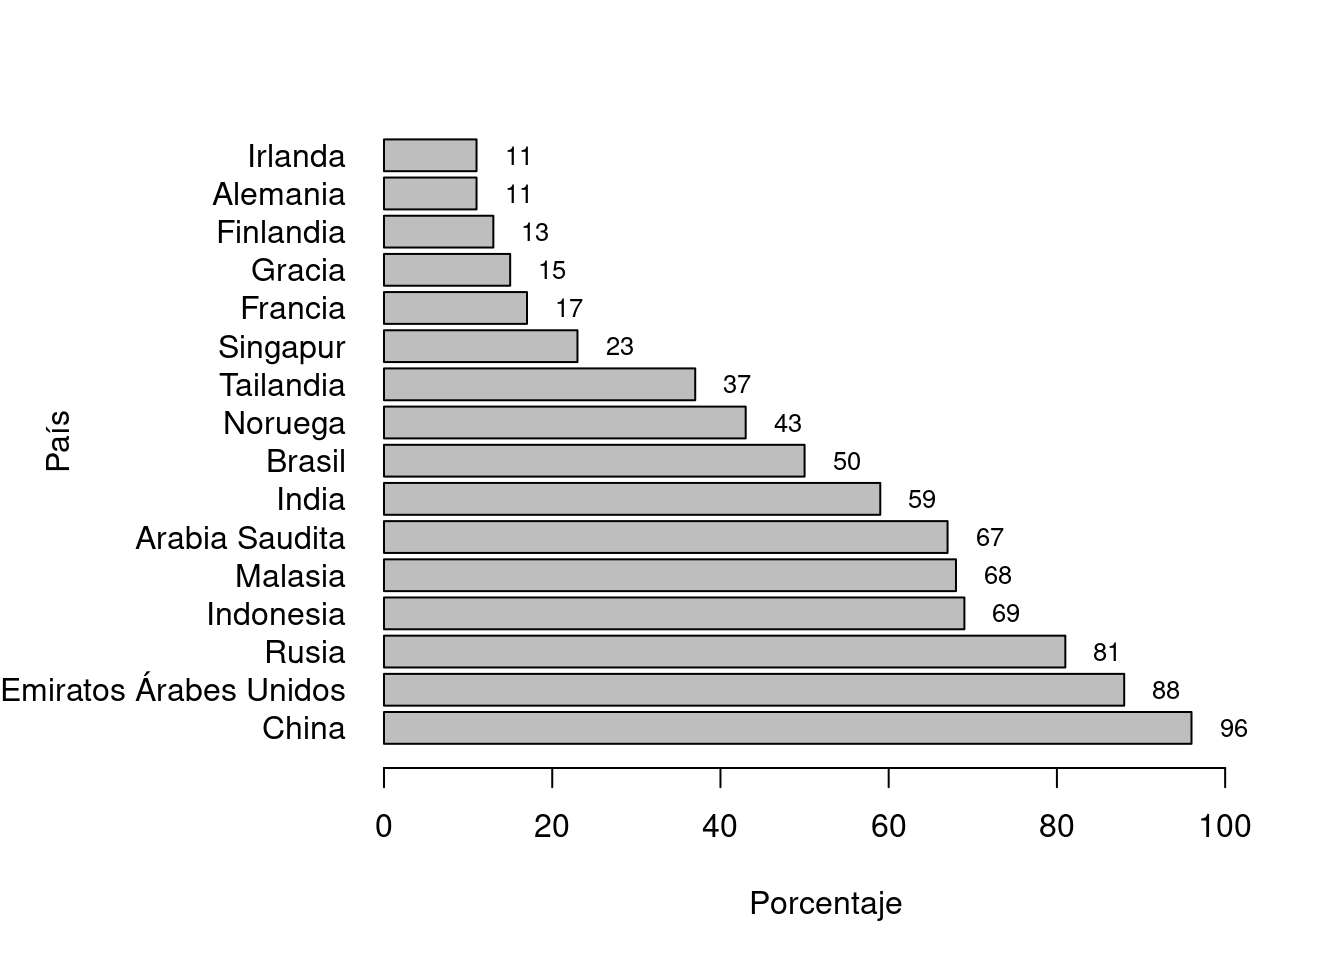 Irlanda 11
Alemania 11
Finlandia 13
Gracia 15
Francia 17
Singapur 23
Tailandia 37
Noruega 43
Brasil 50
India 59
Arabia Saudita 67
Malasia 68
Indonesia 69
Rusia 81
Emiratos Árabes Unidos 88
China 96
País
0 20 40 60 80 100
Porcentaje